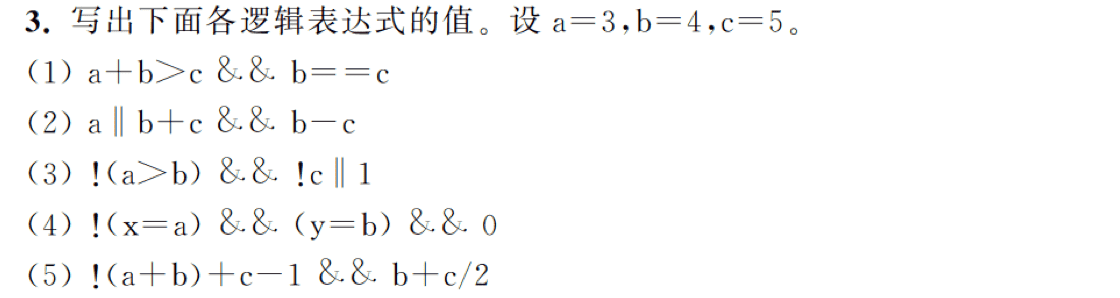 3. 写出下面各逻辑表达式的值。设 a=3,b=4,c=5。
(1) a+b>c && b==c
(2) a‖b+c && b-c
(3) !(a>b) && !c‖1
(4) !(x=a) && (y=b) && 0
(5) !(a+b)+c-1 && b+c/2